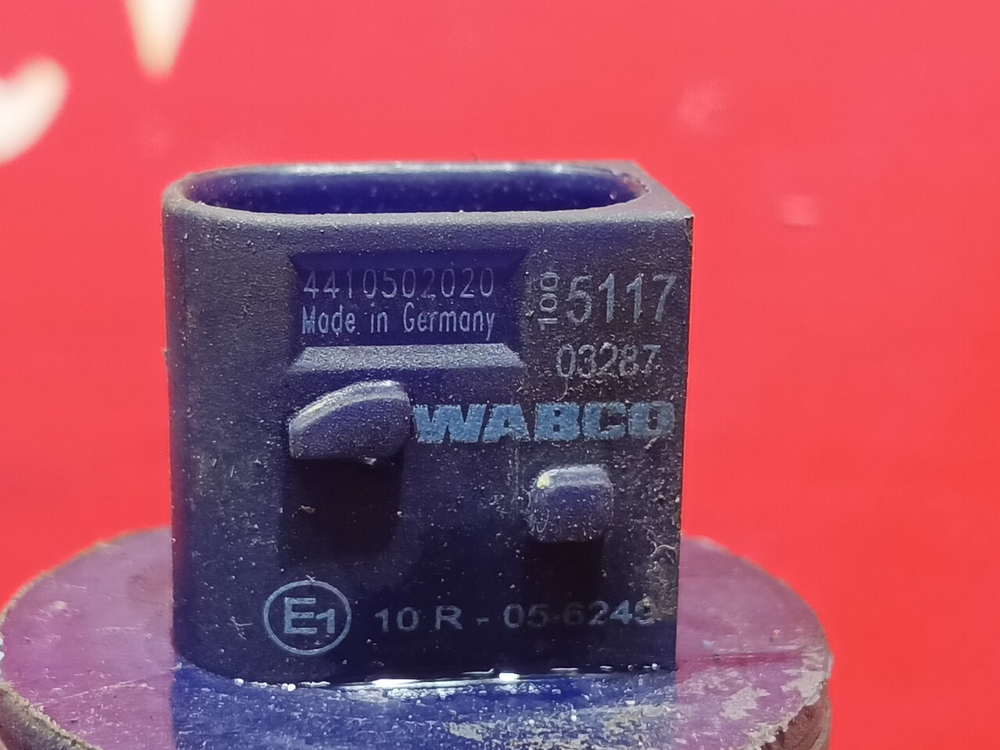 4410502020
Made in Germany
100 5117
03287
WABCO
E1 10 R - 05-6249